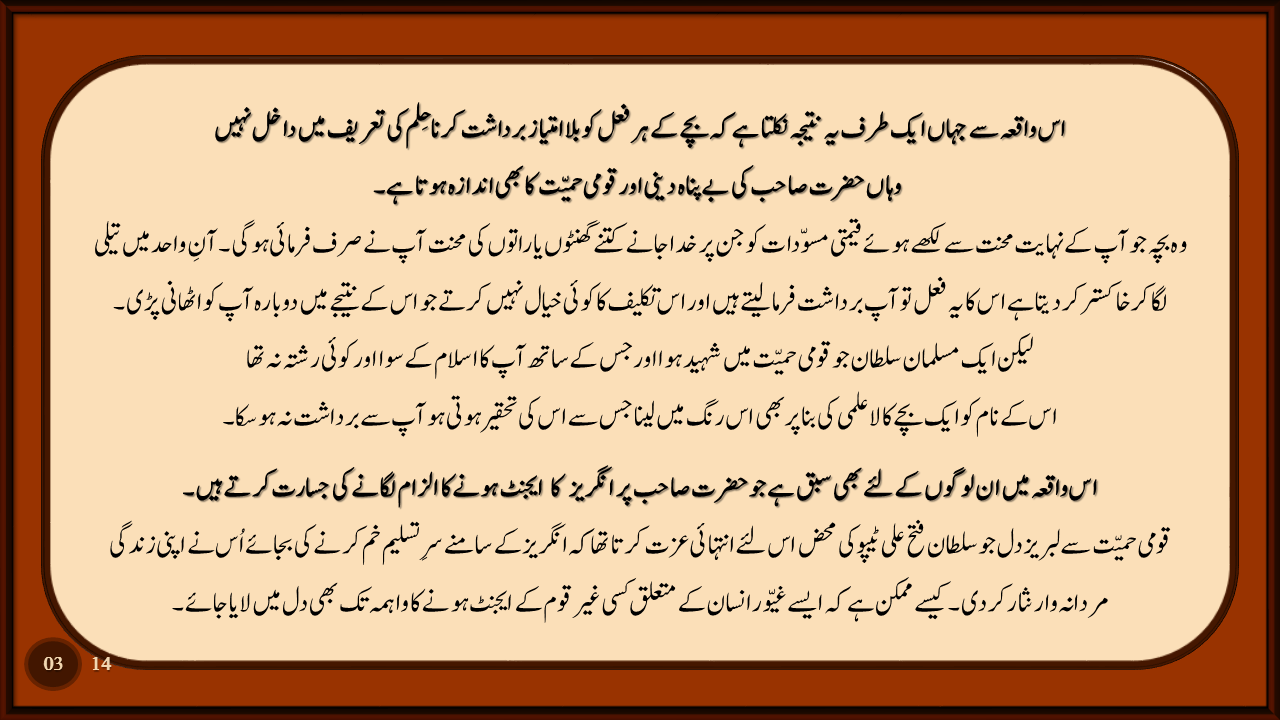 اس واقعہ سے جہاں ایک طرف یہ نتیجہ نکلتا ہے کہ بچے کے ہر فعل کو بلا امتیاز برداشت کرنا حِلم کی تعریف میں داخل نہیں
وہاں حضرت صاحب کی بے پناہ دینی اور قومی حمیّت کا بھی اندازہ ہوتا ہے۔
وہ بچہ جو آپ کے نہایت محنت سے لکھے ہوئے قیمتی مسوّدات کو جن پر خدا جانے کتنے گھنٹوں یا راتوں کی محنت آپ نے صرف فرمائی ہو گی۔ آنِ واحد میں تیلی
لگا کر خاکستر کر دیتا ہے اس کا یہ فعل تو آپ برداشت فرما لیتے ہیں اور اس تکلیف کا کوئی خیال نہیں کرتے جو اس کے نتیجے میں دوبارہ آپ کو اٹھانی پڑی۔
لیکن ایک مسلمان سلطان جو قومی حمیّت میں شہید ہوا اور جس کے ساتھ آپ کا اسلام کے سوا اور کوئی رشتہ نہ تھا
اس کے نام کو ایک بچے کا لا علمی کی بنا پر بھی اس رنگ میں لینا جس سے اس کی تحقیر ہوتی ہو آپ سے برداشت نہ ہو سکا۔
اس واقعہ میں ان لوگوں کے لئے بھی سبق ہے جو حضرت صاحب پر انگریز کا ایجنٹ ہونے کا الزام لگانے کی جسارت کرتے ہیں۔
قومی حمیّت سے لبریز دل جو سلطان فتح علی ٹیپو کی محض اس لئے انتہائی عزت کرتا تھا کہ انگریز کے سامنے سرِ تسلیم خم کرنے کی بجائے اُس نے اپنی زندگی
مردانہ وار نثار کر دی۔ کیسے ممکن ہے کہ ایسے غیّور انسان کے متعلق کسی غیر قوم کے ایجنٹ ہونے کا واہمہ تک بھی دل میں لایا جائے۔
03 14